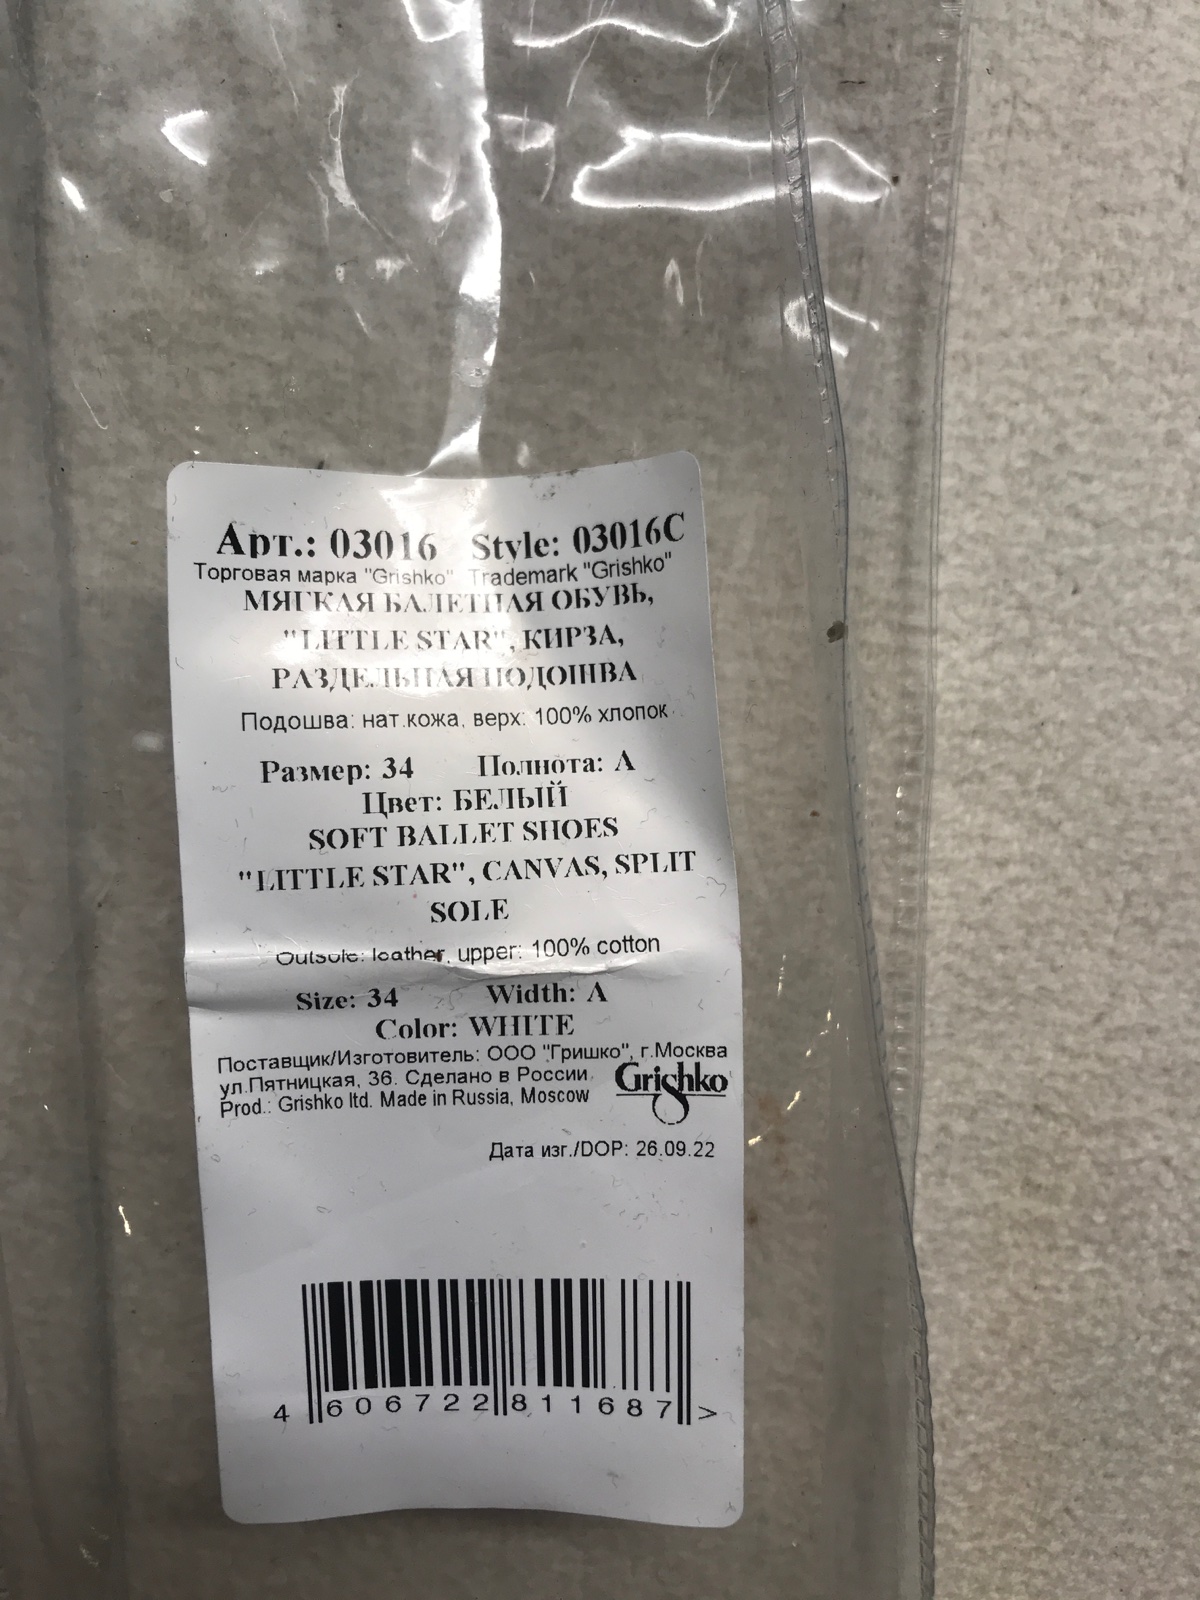 Арт.: 03016 Style: 03016C
Торговая марка "Grishko" Trademark "Grishko"
МЯГКАЯ БАЛЕТНАЯ ОБУВЬ,
"LITTLE STAR", КИРЗА,
РАЗДЕЛЬНАЯ ПОДОШВА
Подошва: нат.кожа, верх: 100% хлопок
Размер: 34 Полнота: A
Цвет: БЕЛЫЙ
SOFT BALLET SHOES
"LITTLE STAR", CANVAS, SPLIT
SOLE
Outsole: leather, upper: 100% cotton
Size: 34 Width: A
Color: WHITE
Поставщик/Изготовитель: ООО "Гришко", г.Москва
ул.Пятницкая, 36. Сделано в России
Prod.: Grishko ltd. Made in Russia, Moscow
Grishko
Дата изг./DOP: 26.09.22
4 606722 811687 >